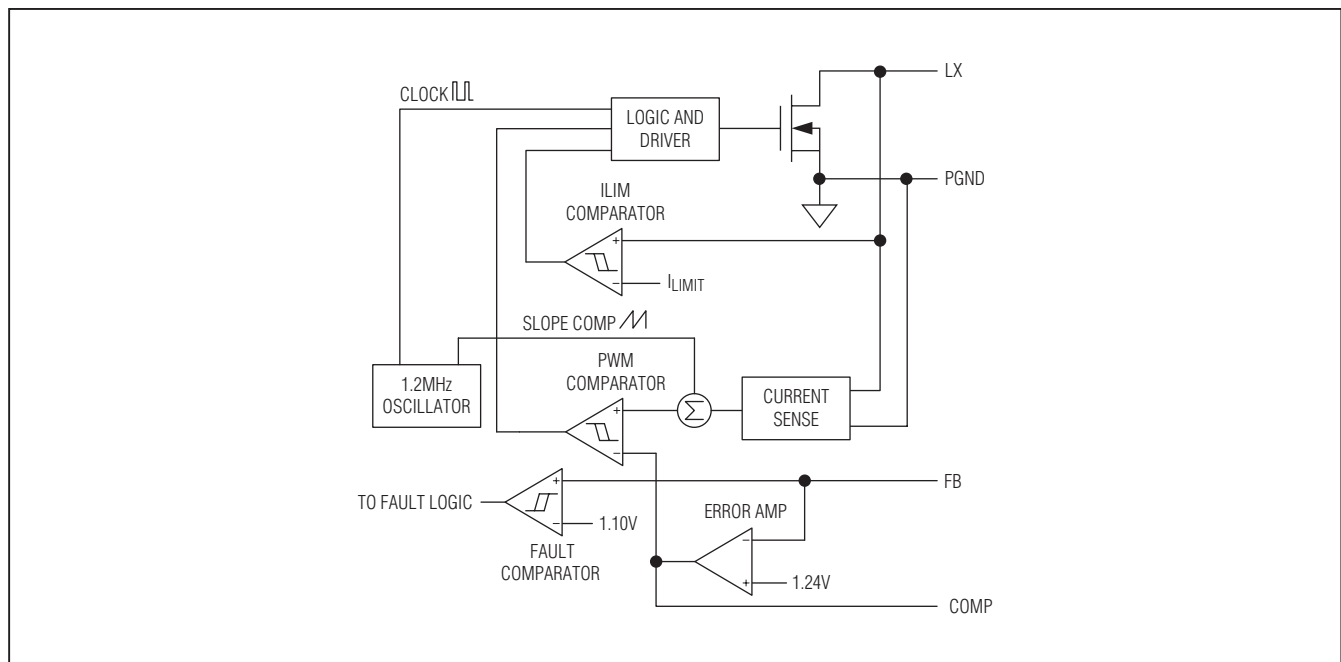 LX
CLOCK
LOGIC AND
DRIVER
PGND
ILIM
COMPARATOR
+
−
ILIMIT
SLOPE COMP
PWM
COMPARATOR
1.2MHz
OSCILLATOR
+
Σ
CURRENT
SENSE
−
FB
TO FAULT LOGIC
+
−
1.10V
ERROR AMP
−
FAULT
COMPARATOR
+
1.24V
COMP